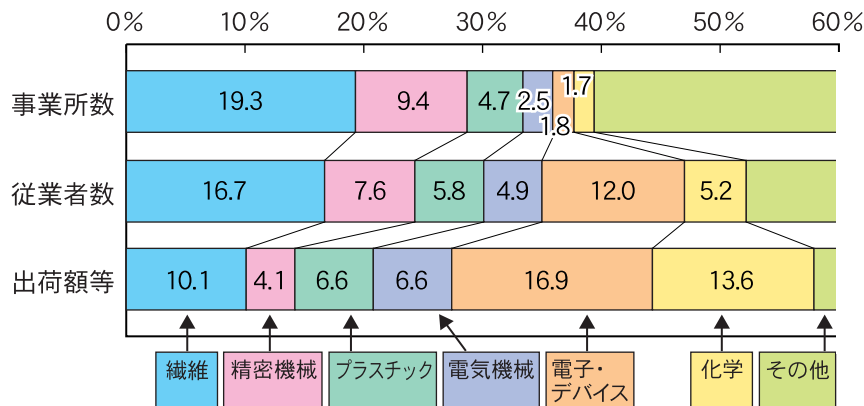 0% 10% 20% 30% 40% 50% 60%
事業所数 19.3 9.4 4.7 2.5 1.8 1.7
従業者数 16.7 7.6 5.8 4.9 12.0 5.2
出荷額等 10.1 4.1 6.6 6.6 16.9 13.6
繊維 精密機械 プラスチック 電気機械 電子・ 化学 その他
デバイス